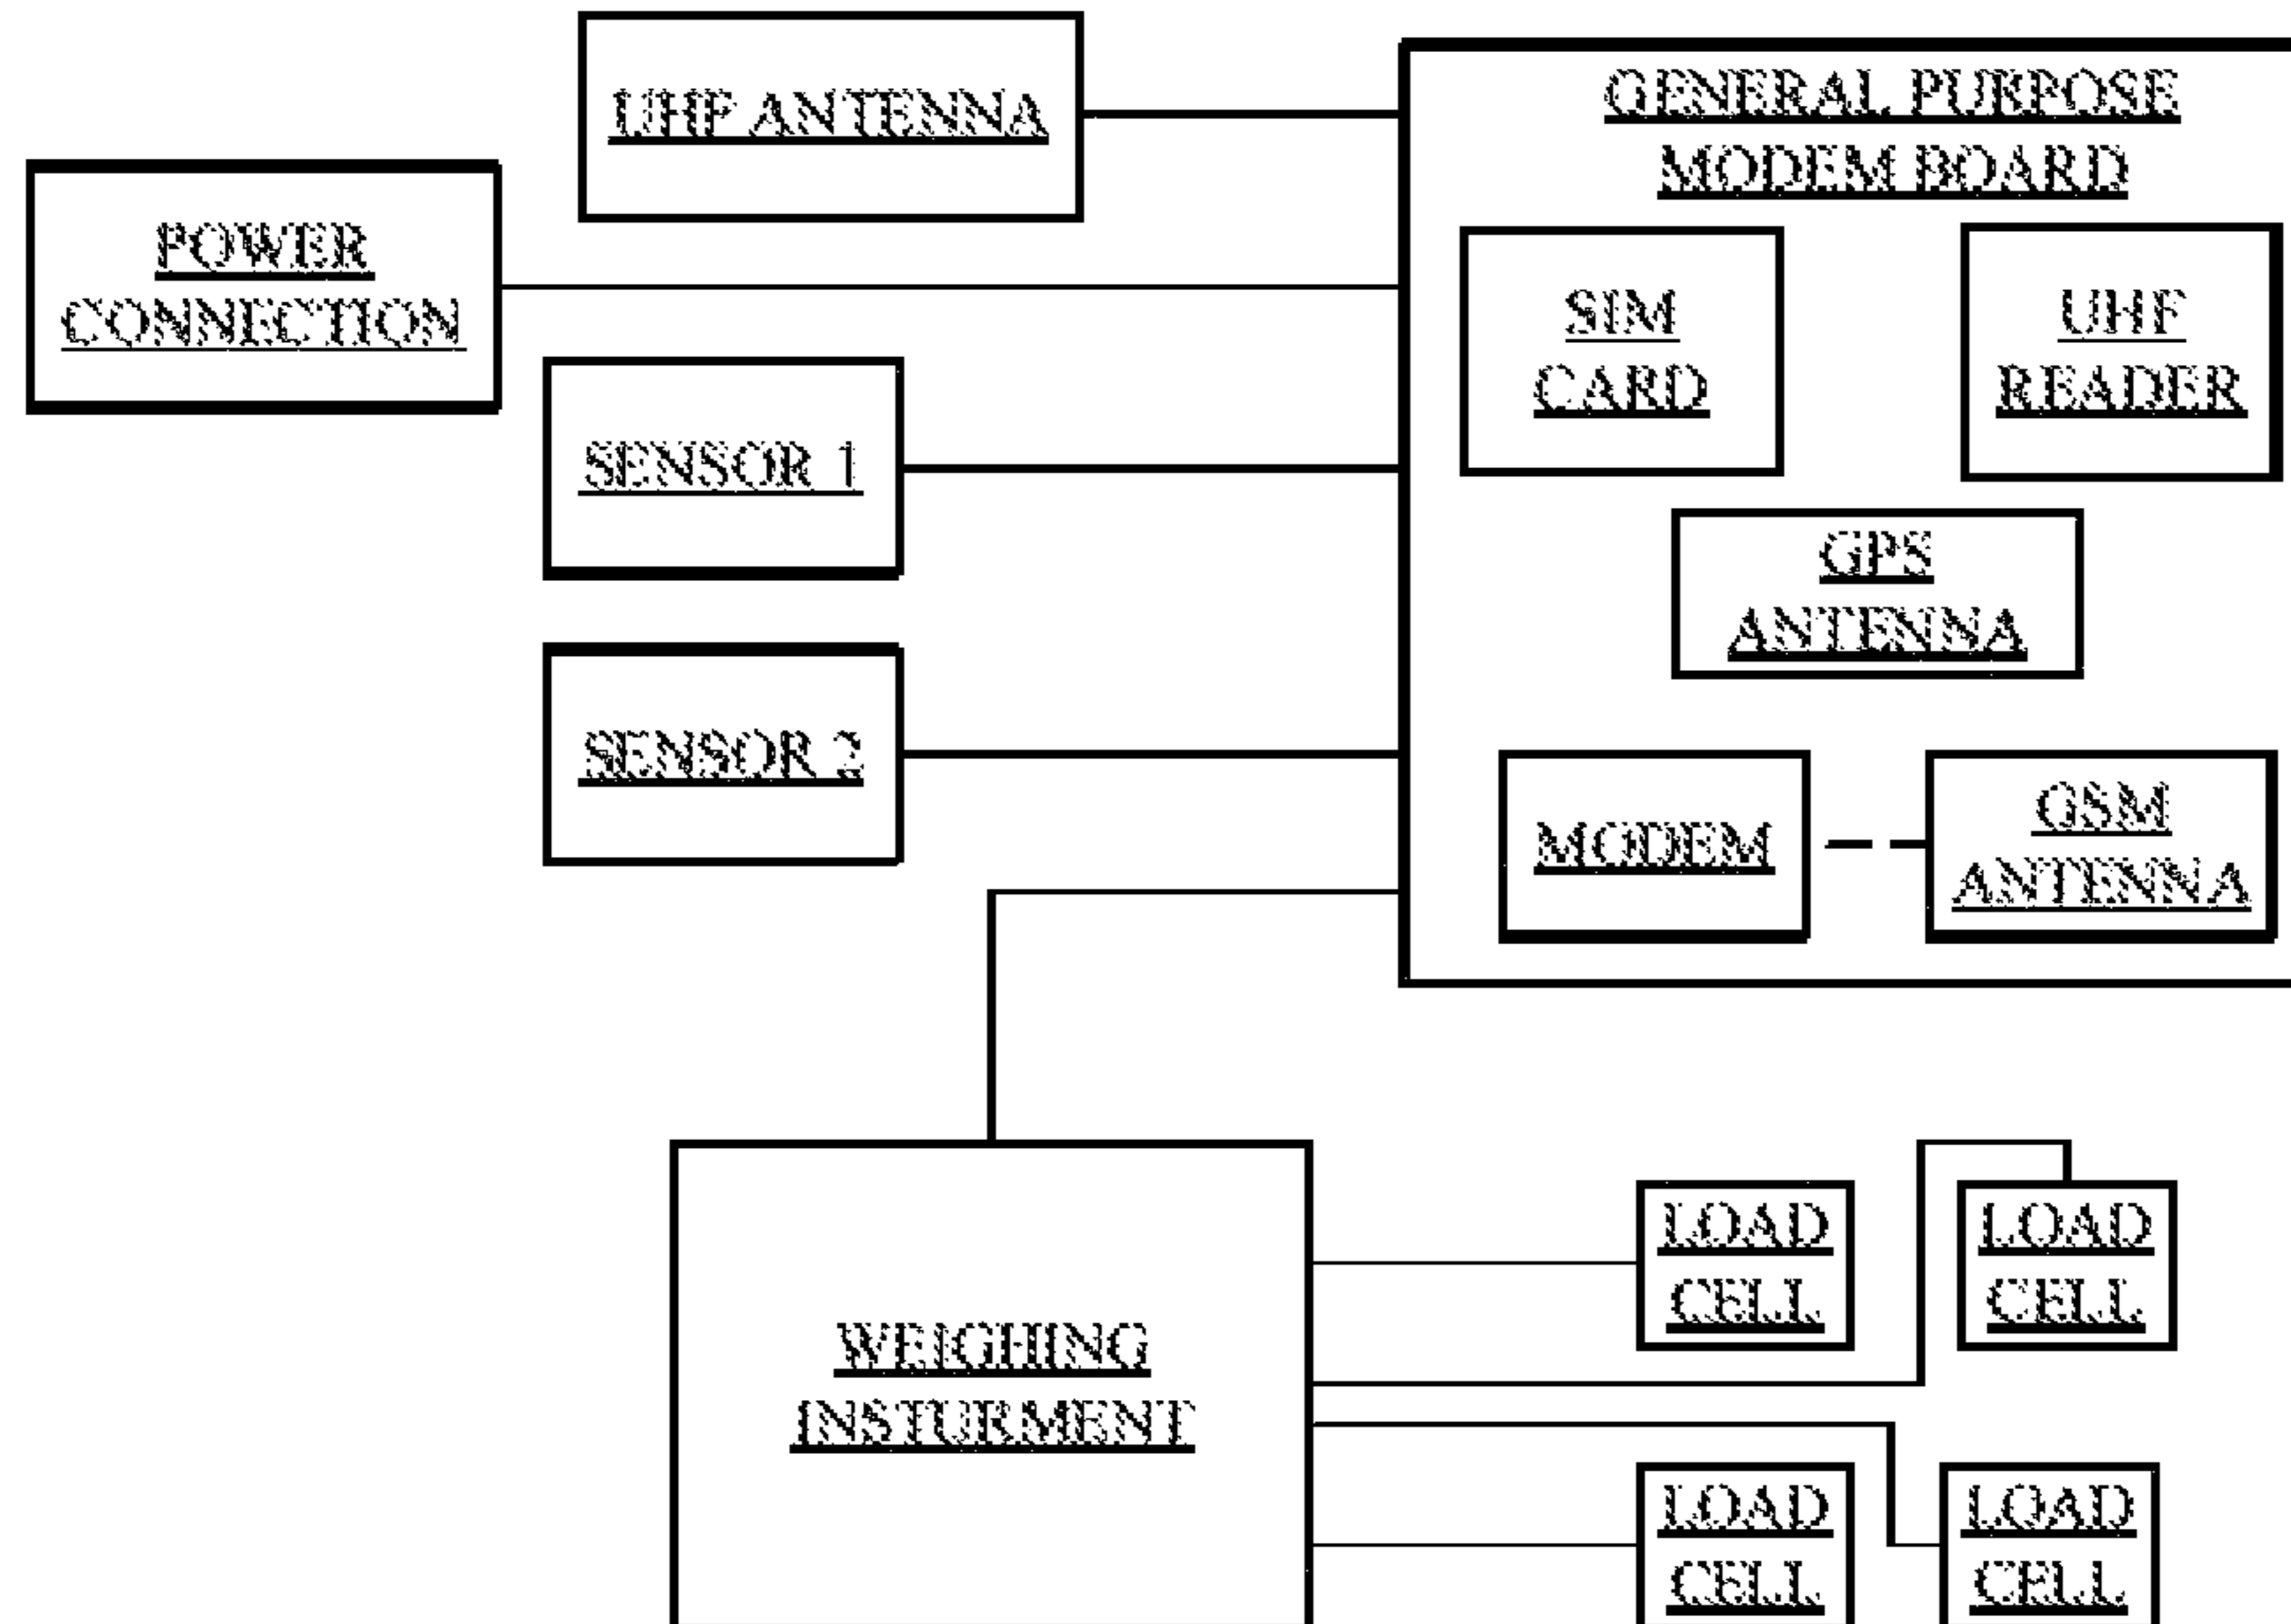 UHF ANTENNA
GENERAL PURPOSE
MODEM BOARD
POWER
CONNECTION
SIM
CARD
UHF
READER
SENSOR 1
GPS
ANTENNA
SENSOR 2
MODEM
GSM
ANTENNA
LOAD
CELL
LOAD
CELL
WEIGHING
INSTURMENT
LOAD
CELL
LOAD
CELL